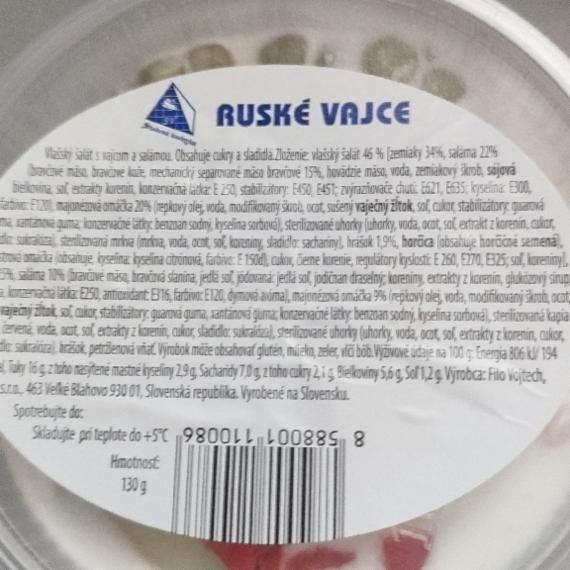 RUSKÉ VAJCE
Vlašský šalát s vajcom a salámou. Obsahuje cukry a sladidlá. Zloženie: vlašský šalát 46 % [zemiaky 34%, saláma 22%
(bravčové mäso, bravčové kože, mechanicky separované mäso bravčové 15%, hovädzie mäso, voda, zemiakový škrob, sójová
bielkovina, soľ, extrakty korenín, konzervačná látka: E 250, stabilizátory: E450, E451; zvýrazňovače chuti: E621, E635; kyselina: E300,
farbivo: E120), majonézová omáčka 20% (repkový olej, voda, modifikovaný škrob, ocot, sušený vaječný žĺtok, soľ, cukor, stabilizátory: guarová
guma, xantánová guma; konzervačné látky: benzoan sodný, kyselina sorbová), sterilizované uhorky (uhorky, voda, ocot, soľ, extrakt z korenín, cukor,
sukralóza), sterilizovaná mrkva (mrkva, voda, ocot, soľ, koreniny, sladidlo: sacharíny), hrášok 1,9%, horčica (obsahuje horčičné semená),
omáčka (obsahuje, kyselina: kyselina citrónová, farbivo: E 150d), cukor, čierne korenie, regulátory kyslosti: E 260, E270, E325; soľ, koreniny],
saláma 10% (bravčové mäso, bravčová slanina, jedlá soľ, jódovaná: jedlá soľ, jodičnan draselný; koreniny, extrakty z korenín, glukózový sirup,
konzervačná látka: E250, antioxidant: E316, farbivo: E120, dymová aróma), majonézová omáčka 9% (repkový olej, voda, modifikovaný škrob, ocot,
vaječný žĺtok, soľ, cukor, stabilizátory: guarová guma, xantánová guma; konzervačné látky: benzoan sodný, kyselina sorbová), sterilizovaná kapia
červená, voda, ocot, soľ, extrakty z korenín, cukor, sladidlo: sukralóza), sterilizované uhorky (uhorky, voda, ocot, soľ, extrakty z korenín, cukor,
sukralóza), hrášok, petržlenová vňať. Výrobok môže obsahovať glutén, mlieko, zeler, vlčí bôb. Výživové údaje na 100 g: Energia 806 kJ/ 194
Tuky 16 g, z toho nasýtené mastné kyseliny 2,9 g, Sacharidy 7,0 g, z toho cukry 2,1 g, Bielkoviny 5,6 g, Soľ 1,2 g. Výrobca: Filo Vojtech,
s.r.o., 463 Veľké Blahovo 930 01, Slovenská republika. Vyrobené na Slovensku.
Spotrebujte do:
Skladujte pri teplote do +5°C
8 588001 110086
Hmotnosť:
130 g